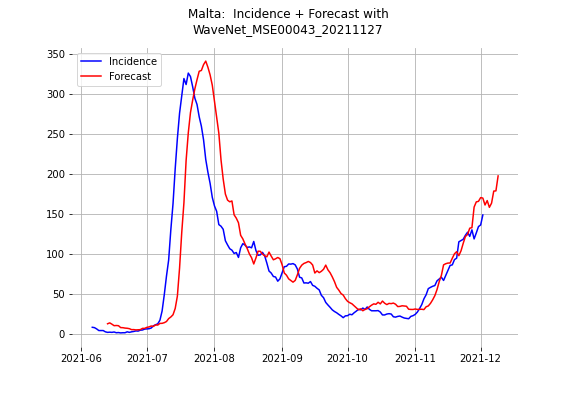 Malta:  Incidence + Forecast with
WaveNet_MSE00043_20211127
Incidence
Forecast
350
300
250
200
150
100
50
0
2021-06 2021-07 2021-08 2021-09 2021-10 2021-11 2021-12